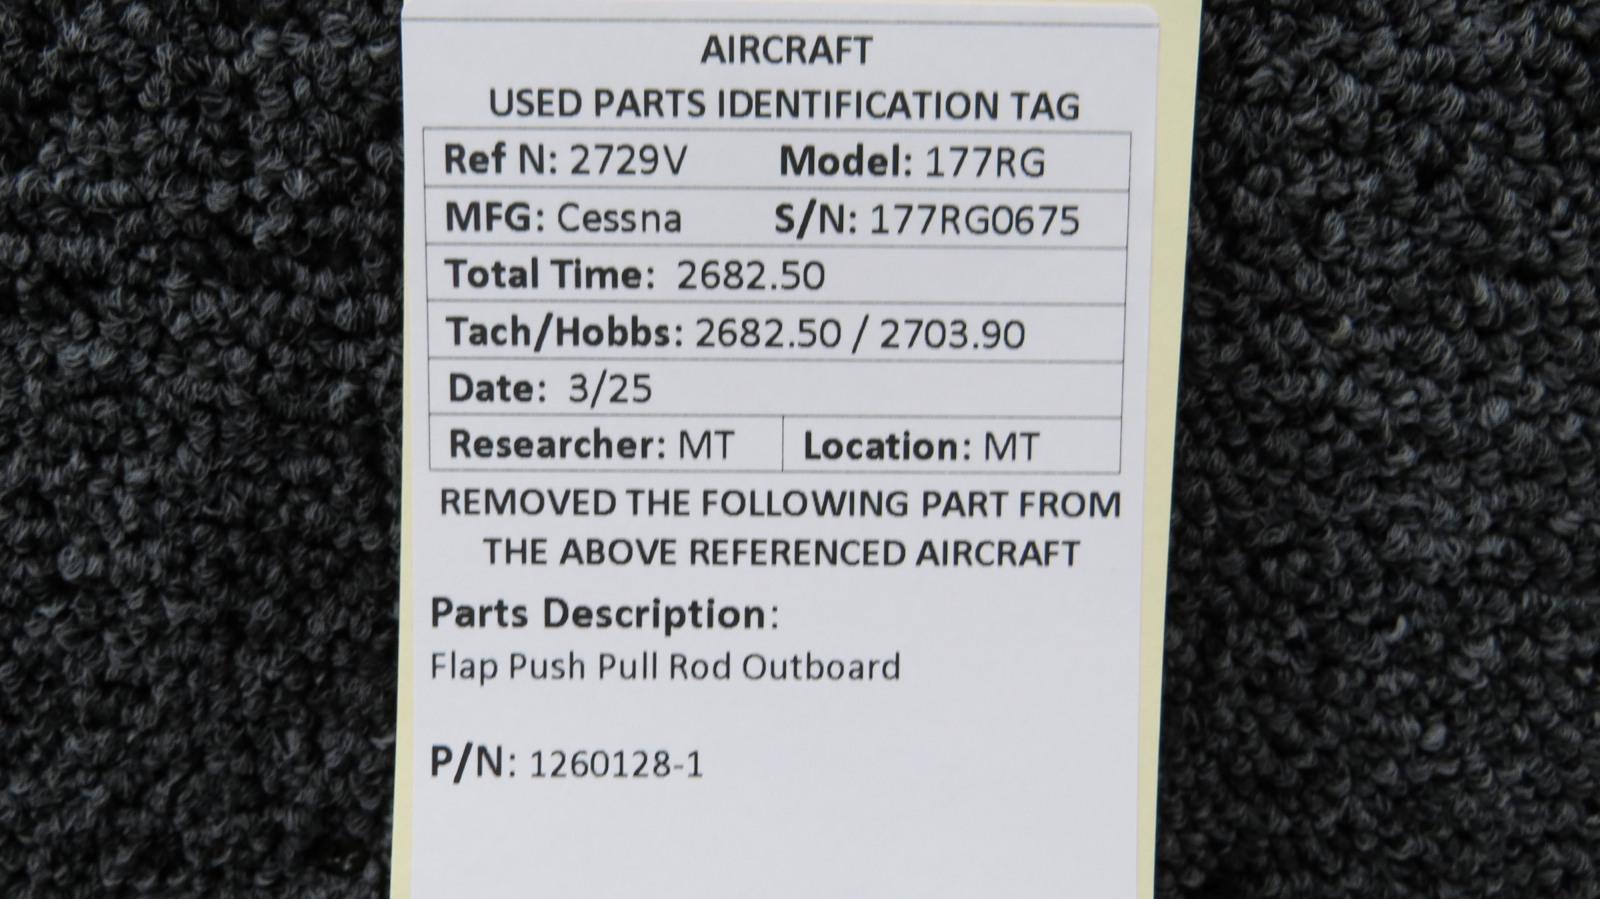 AIRCRAFT
USED PARTS IDENTIFICATION TAG
Ref N: 2729V Model: 177RG
MFG: Cessna S/N: 177RG0675
Total Time: 2682.50
Tach/Hobbs: 2682.50 / 2703.90
Date: 3/25
Researcher: MT Location: MT
REMOVED THE FOLLOWING PART FROM
THE ABOVE REFERENCED AIRCRAFT
Parts Description:
Flap Push Pull Rod Outboard
P/N: 1260128-1